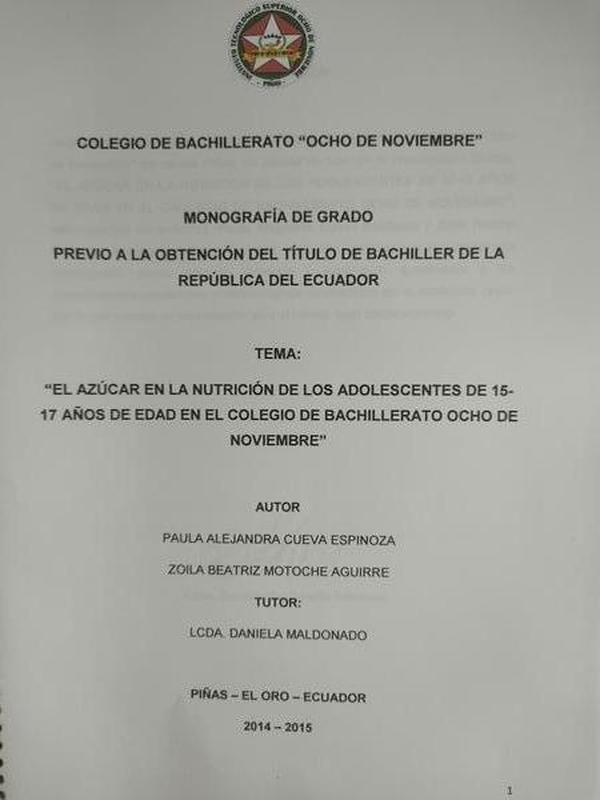 TECNOLÓGICO SUPERIOR OCHO DE
PIÑAS
COLEGIO DE BACHILLERATO “OCHO DE NOVIEMBRE”
MONOGRAFÍA DE GRADO
PREVIO A LA OBTENCIÓN DEL TÍTULO DE BACHILLER DE LA
REPÚBLICA DEL ECUADOR
TEMA:
“EL AZÚCAR EN LA NUTRICIÓN DE LOS ADOLESCENTES DE 15-
17 AÑOS DE EDAD EN EL COLEGIO DE BACHILLERATO OCHO DE
NOVIEMBRE”
AUTOR
PAULA ALEJANDRA CUEVA ESPINOZA
ZOILA BEATRIZ MOTOCHE AGUIRRE
TUTOR:
LCDA. DANIELA MALDONADO
PIÑAS – EL ORO – ECUADOR
2014 – 2015
1